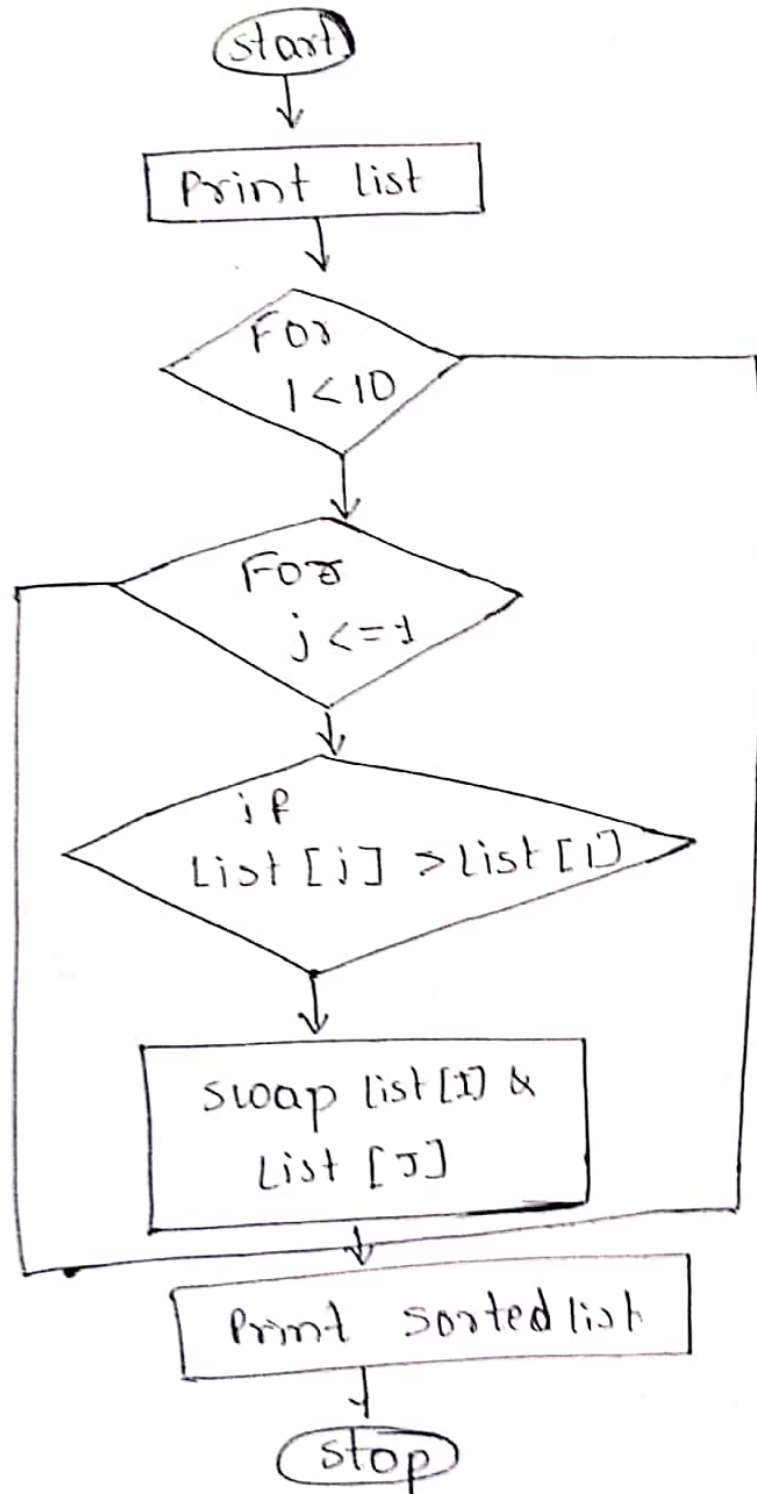 start
Print list
For
I<10
For
j<=I
if
List [j] > List [I]
swap list [I] &
List [J]
Print sorted list
stop